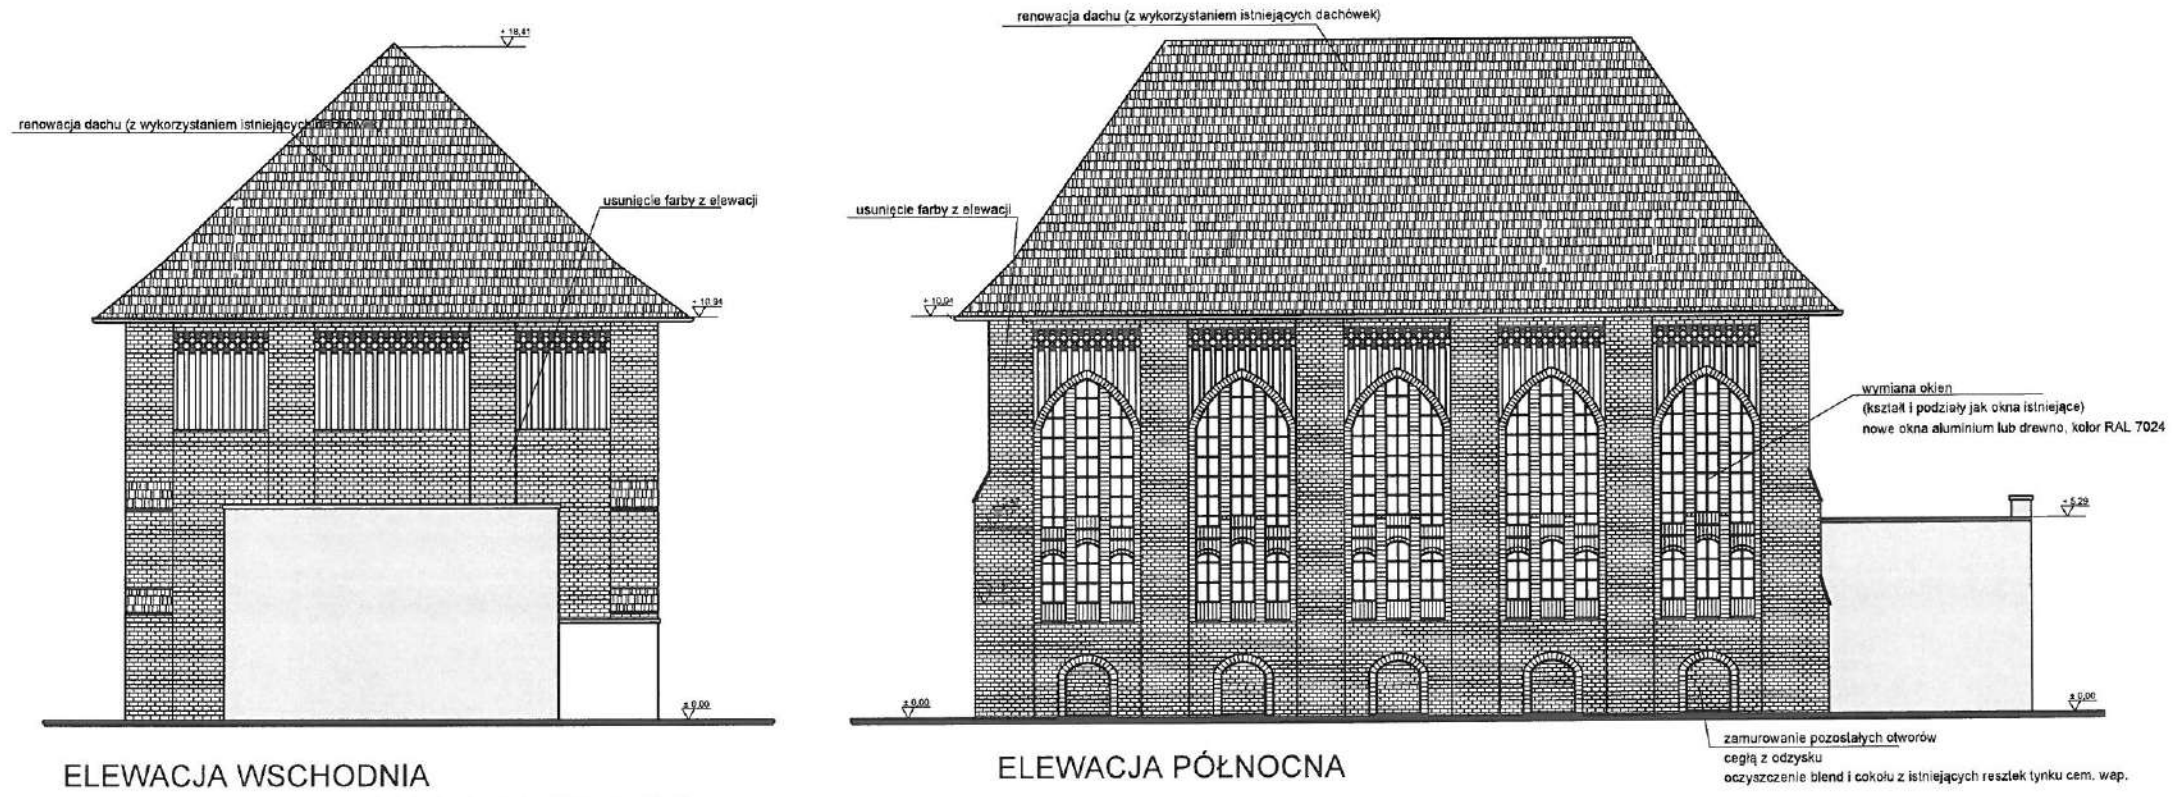 + 18,41
renowacja dachu (z wykorzystaniem istniejących dachówek)
usunięcie farby z elewacji
+ 10,94
± 0,00
ELEWACJA WSCHODNIA
renowacja dachu (z wykorzystaniem istniejących dachówek)
usunięcie farby z elewacji
+ 10,94
wymiana okien
(kształt i podziały jak okna istniejące)
nowe okna aluminium lub drewno, kolor RAL 7024
+ 5,29
± 0,00
± 0,00
zamurowanie pozostałych otworów
cegłą z odzysku
oczyszczenie blend i cokołu z istniejących resztek tynku cem. wap.
ELEWACJA PÓŁNOCNA